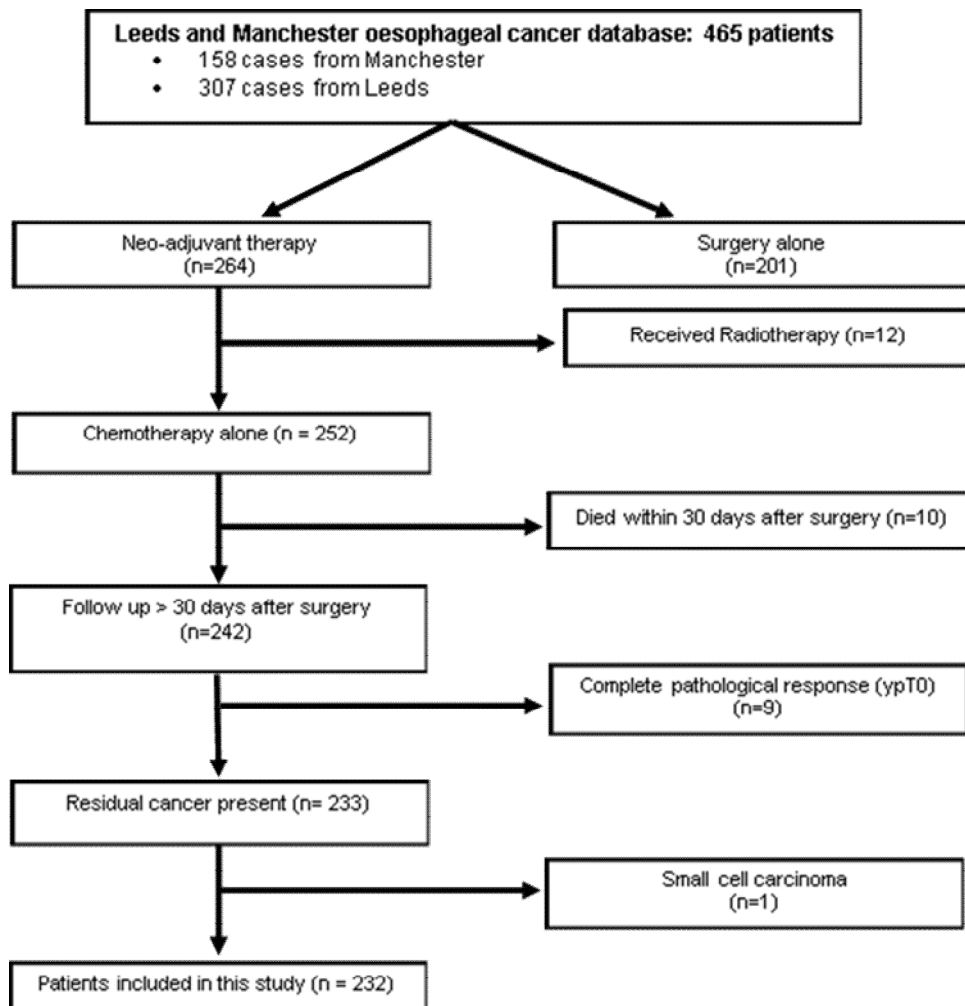 Leeds and Manchester oesophageal cancer database: 465 patients
• 158 cases from Manchester
• 307 cases from Leeds
Neo-adjuvant therapy
(n=264)
Surgery alone
(n=201)
Received Radiotherapy (n=12)
Chemotherapy alone (n = 252)
Died within 30 days after surgery (n=10)
Follow up > 30 days after surgery
(n=242)
Complete pathological response (ypT0)
(n=9)
Residual cancer present (n= 233)
Small cell carcinoma
(n=1)
Patients included in this study (n = 232)